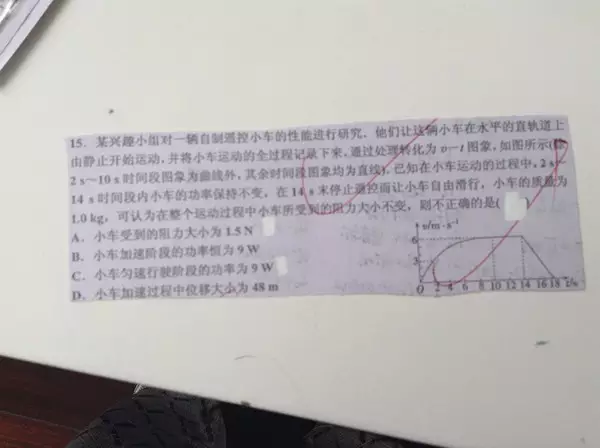 15. 某兴趣小组对一辆自制遥控小车的性能进行研究. 他们让这辆小车在水平的直轨道上
由静止开始运动, 并将小车运动的全过程记录下来, 通过处理转化为 v-t 图象, 如图所示(除
2 s~10 s 时间段图象为曲线外, 其余时间段图象均为直线). 已知在小车运动的过程中, 2 s~
14 s 时间段内小车的功率保持不变, 在 14 s 末停止遥控而让小车自由滑行, 小车的质量为
1.0 kg, 可认为在整个运动过程中小车所受到的阻力大小不变, 则不正确的是( )
A. 小车受到的阻力大小为 1.5 N
B. 小车加速阶段的功率恒为 9 W
C. 小车匀速行驶阶段的功率为 9 W
D. 小车加速过程中位移大小为 48 m
v/m·s⁻¹
6
3
0 2 4 6 8 10 12 14 16 18 t/s